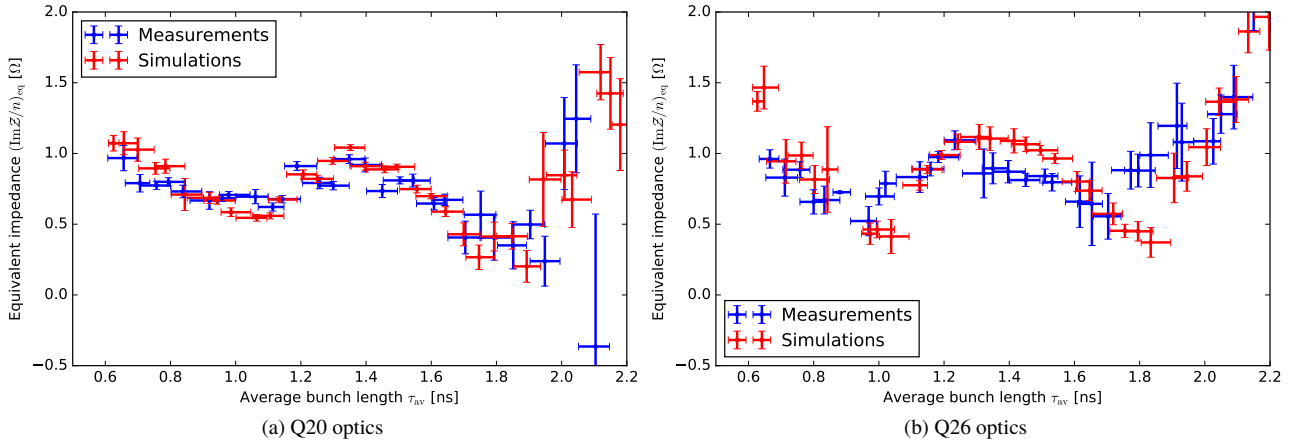 2.0
1.5
1.0
0.5
0.0
−0.5
Equivalent impedance (ImZ/n)eq [Ω]
Measurements
Simulations
0.6 0.8 1.0 1.2 1.4 1.6 1.8 2.0 2.2
Average bunch length τav [ns]
(a) Q20 optics
2.0
1.5
1.0
0.5
0.0
−0.5
Equivalent impedance (ImZ/n)eq [Ω]
Measurements
Simulations
0.6 0.8 1.0 1.2 1.4 1.6 1.8 2.0 2.2
Average bunch length τav [ns]
(b) Q26 optics